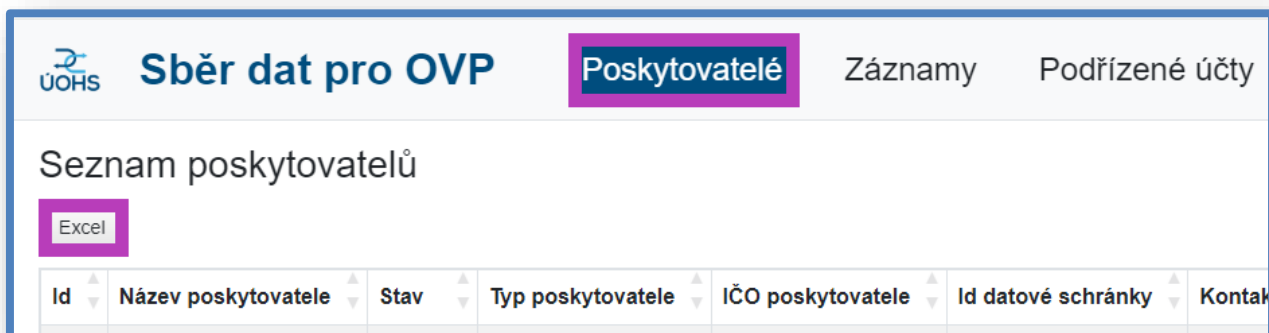 ÚOHS Sběr dat pro OVP Poskytovatelé Záznamy Podřízené účty
Seznam poskytovatelů
Excel
Id Název poskytovatele Stav Typ poskytovatele IČO poskytovatele Id datové schránky Kontak